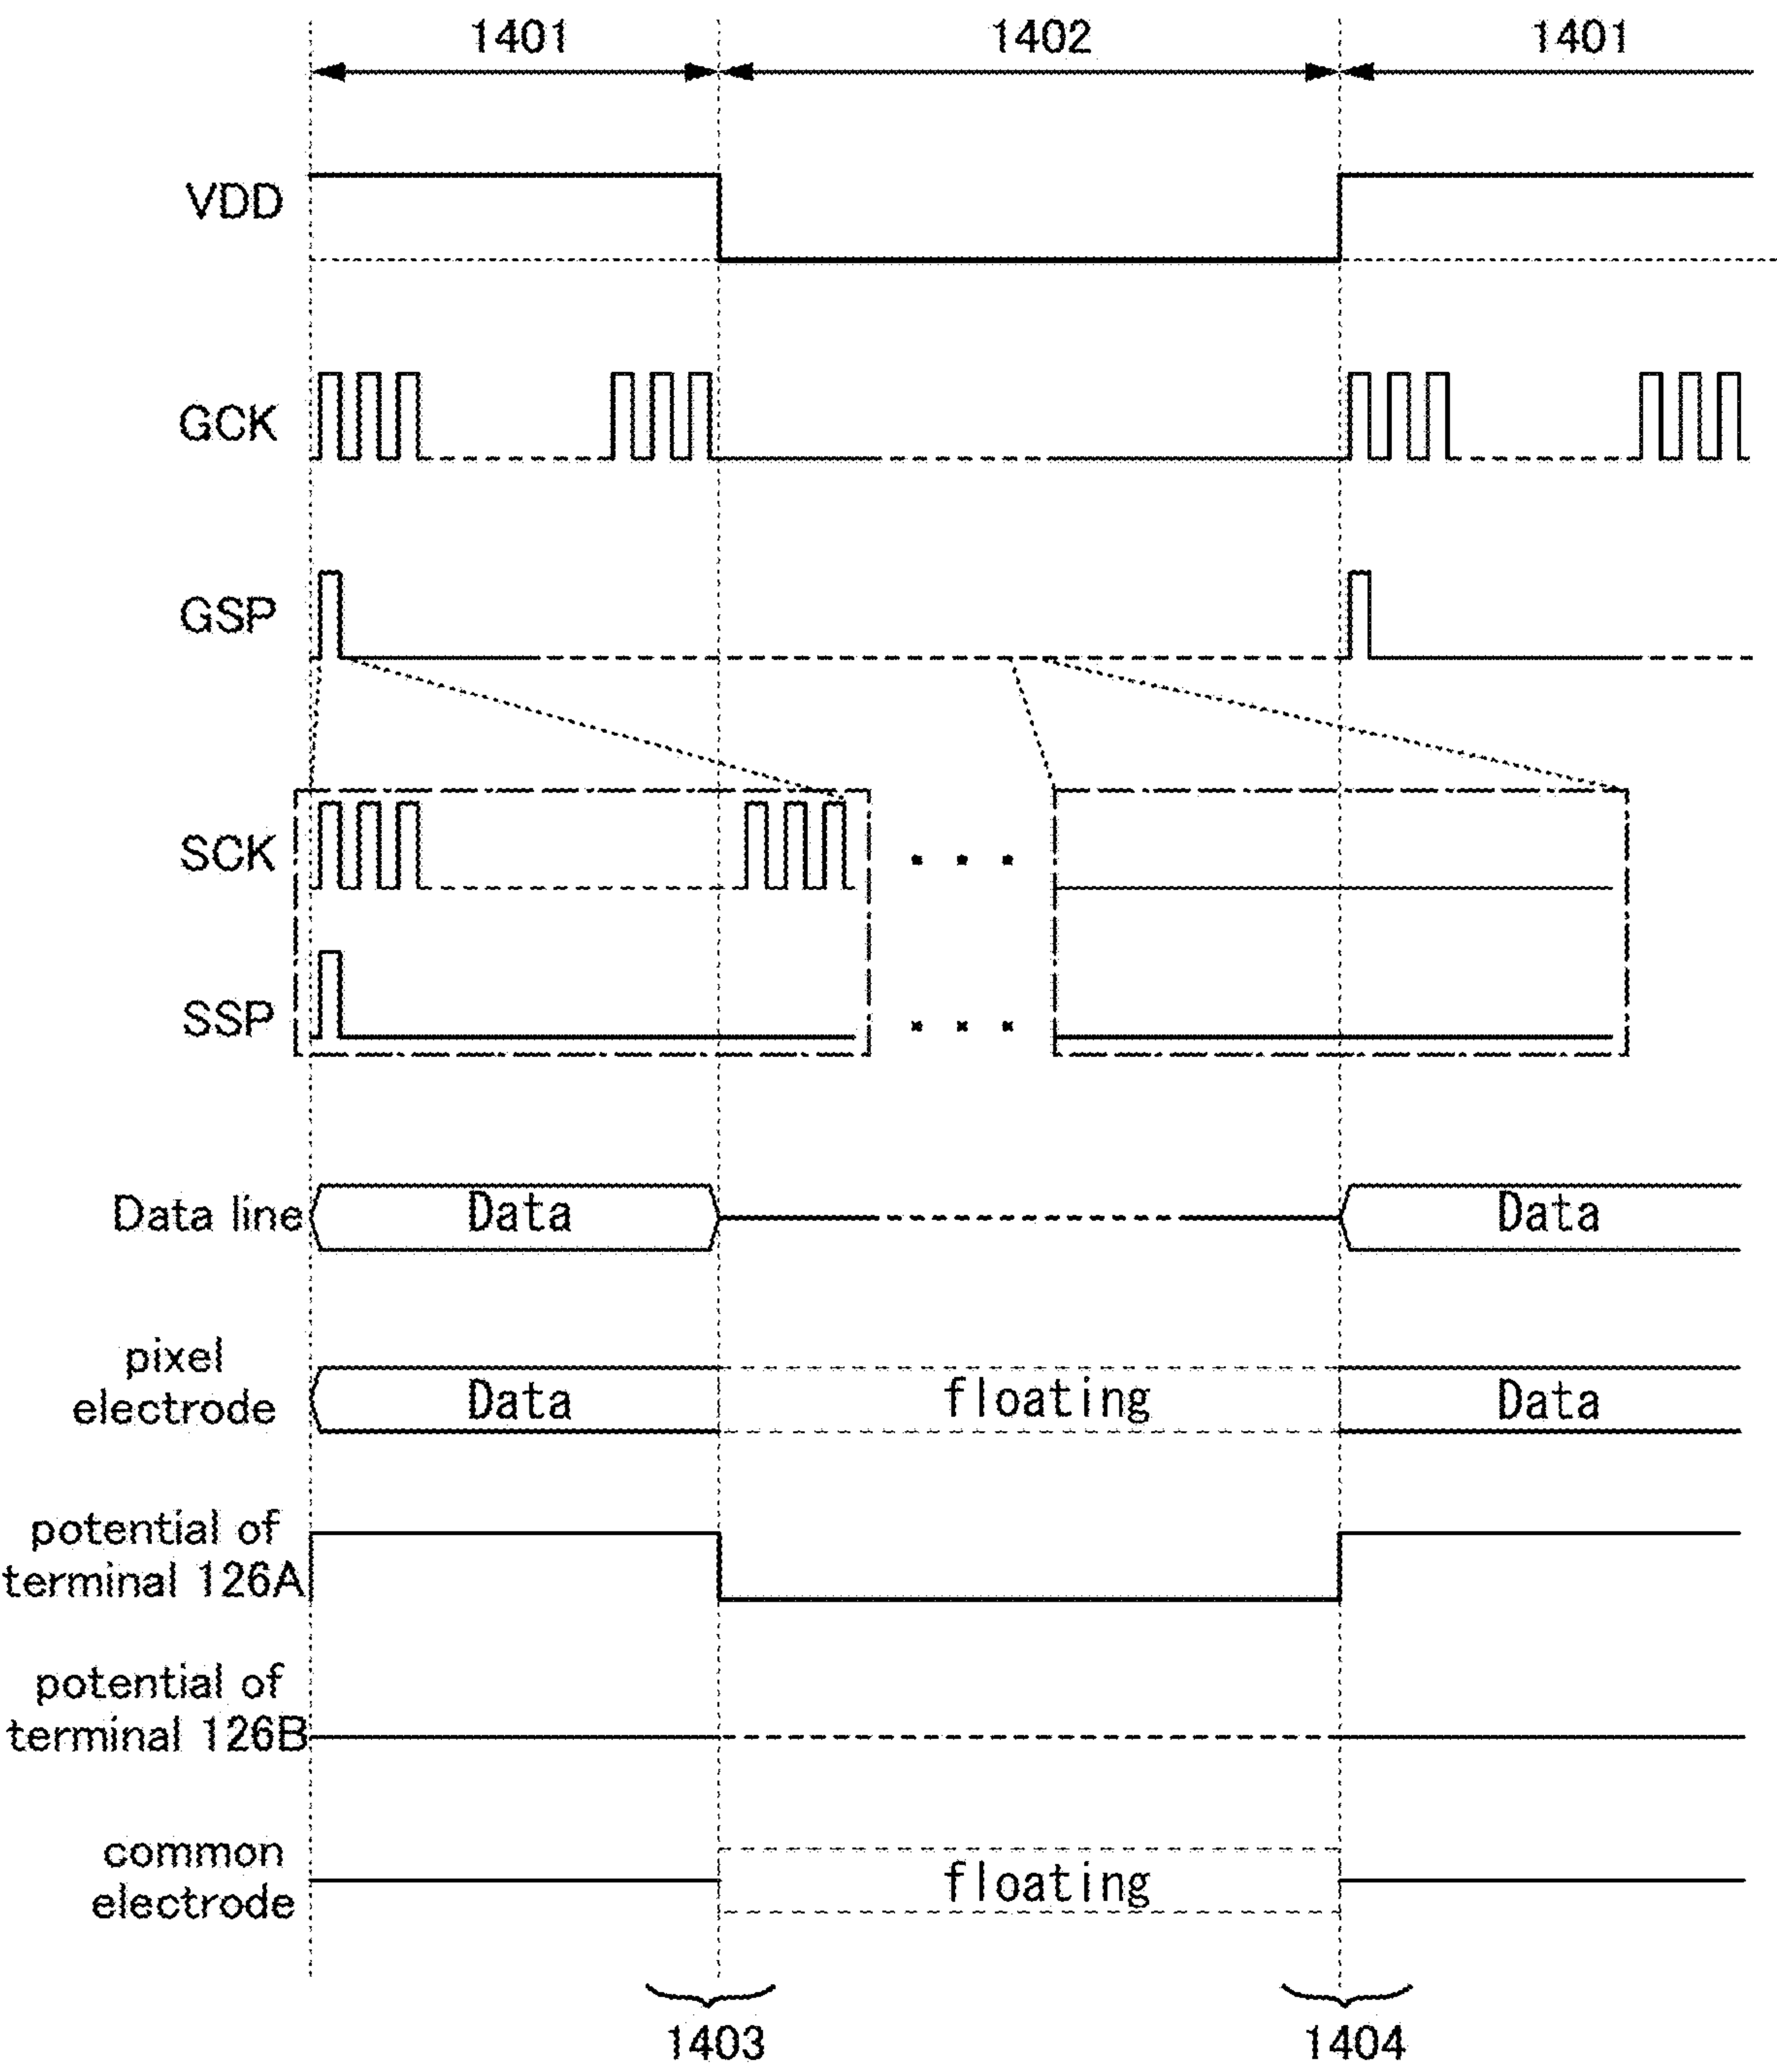 1401
1402
1401
VDD
GCK
GSP
SCK
SSP
Data line
Data
Data
pixel
electrode
Data
floating
Data
potential of
terminal 126A
potential of
terminal 126B
common
electrode
floating
1403
1404